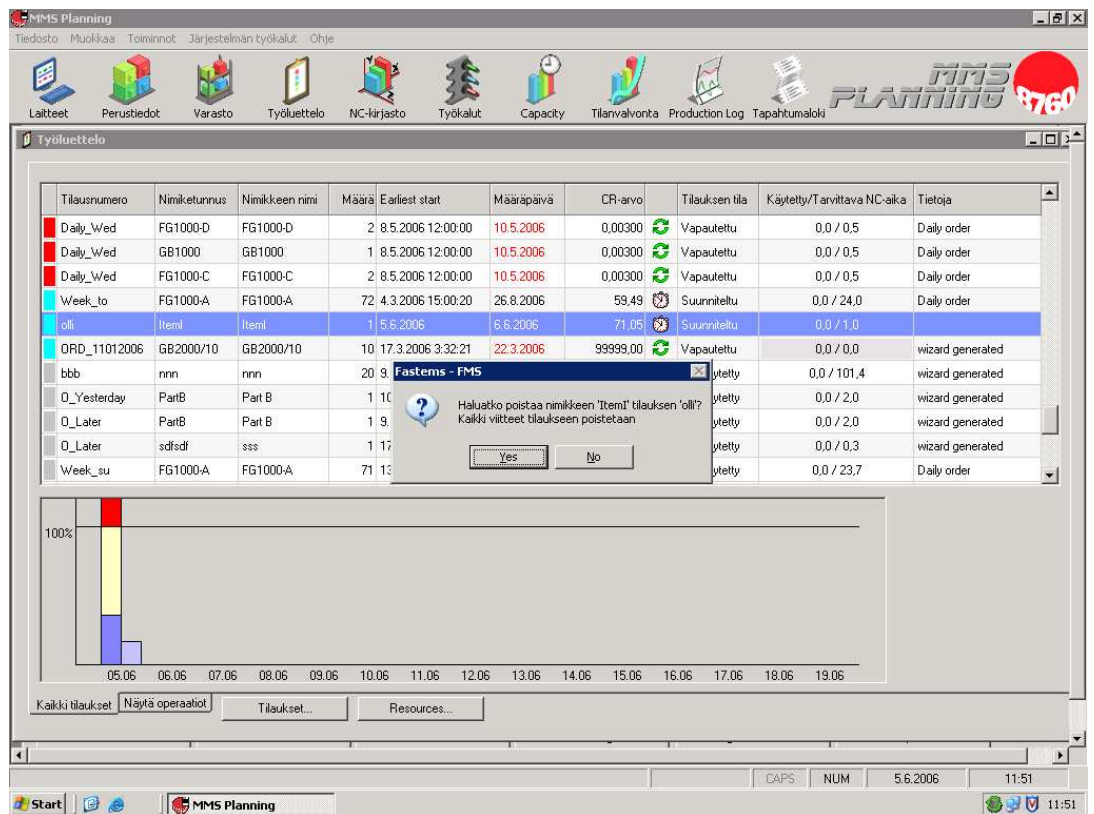 MMS Planning
Tiedosto Muokkaa Toiminnot Järjestelmän työkalut Ohje
Laitteet Perustiedot Varasto Työluettelo NC-kirjasto Työkalut Capacity Tilanvalvonta Production Log Tapahtumaloki
MMS
PLANNING
8760
Työluettelo
Tilausnumero Nimiketunnus Nimikkeen nimi Määrä Earliest start Määräpäivä CR-arvo Tilauksen tila Käytetty/Tarvittava NC-aika Tietoja
Daily_Wed FG1000-D FG1000-D 2 8.5.2006 12:00:00 10.5.2006 0,00300 Vapautettu 0,0 / 0,5 Daily order
Daily_Wed GB1000 GB1000 1 8.5.2006 12:00:00 10.5.2006 0,00300 Vapautettu 0,0 / 0,5 Daily order
Daily_Wed FG1000-C FG1000-C 2 8.5.2006 12:00:00 10.5.2006 0,00300 Vapautettu 0,0 / 0,5 Daily order
Week_to FG1000-A FG1000-A 72 4.3.2006 15:00:20 26.8.2006 59,49 Suunniteltu 0,0 / 24,0 Daily order
olli ItemI ItemI 1 5.6.2006 6.6.2006 71,05 Suunniteltu 0,0 / 1,0
ORD_11012006 GB2000/10 GB2000/10 10 17.3.2006 3:32:21 22.3.2006 99999,00 Vapautettu 0,0 / 0,0 wizard generated
bbb nnn nnn 20 9. ytetty 0,0 / 101,4 wizard generated
O_Yesterday PartB Part B 1 10 ytetty 0,0 / 2,0 wizard generated
O_Later PartB Part B 1 9. ytetty 0,0 / 2,0 wizard generated
O_Later sdfsdf sss 1 17 ytetty 0,0 / 0,3 wizard generated
Week_su FG1000-A FG1000-A 71 13 ytetty 0,0 / 23,7 Daily order
Fastems - FMS
Haluatko poistaa nimikkeen 'ItemI' tilauksen 'olli'?
Kaikki viitteet tilaukseen poistetaan
Yes No
100%
05.06 06.06 07.06 08.06 09.06 10.06 11.06 12.06 13.06 14.06 15.06 16.06 17.06 18.06 19.06
Kaikki tilaukset Näytä operaatiot Tilaukset... Resources...
CAPS NUM 5.6.2006 11:51
Start MMS Planning 11:51